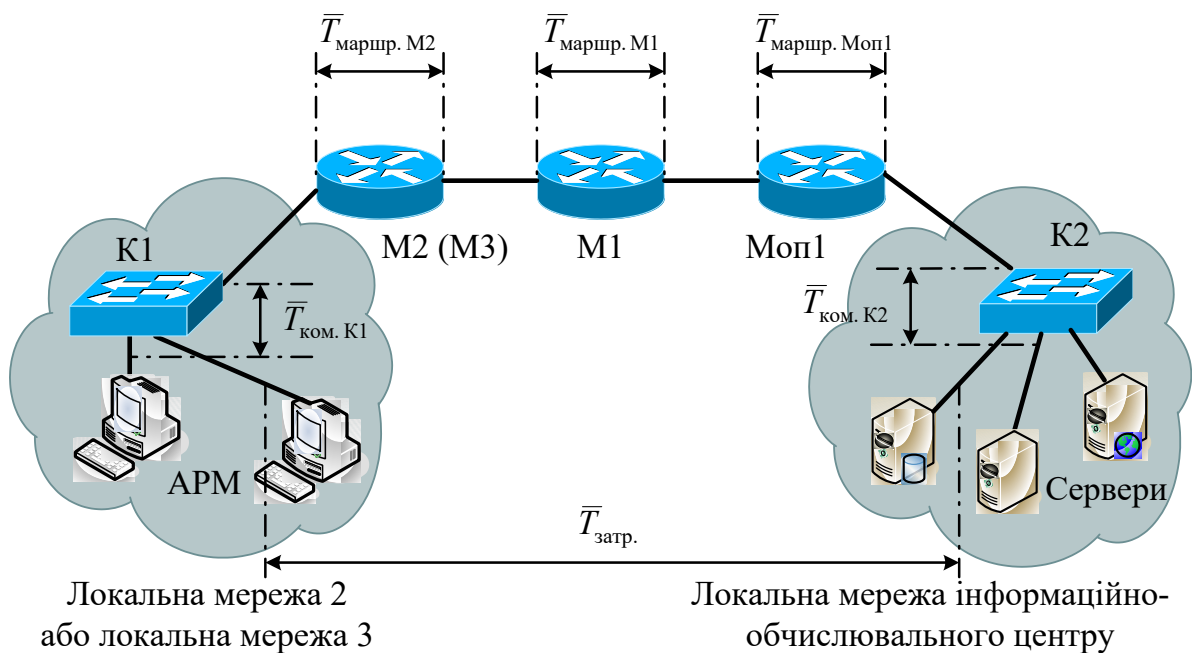 T̅маршр. М2
T̅маршр. М1
T̅маршр. Моп1
К1
М2 (М3)
М1
Моп1
К2
T̅ком. К1
T̅ком. К2
АРМ
Сервери
T̅затр.
Локальна мережа 2
або локальна мережа 3
Локальна мережа інформаційно-
обчислювального центру